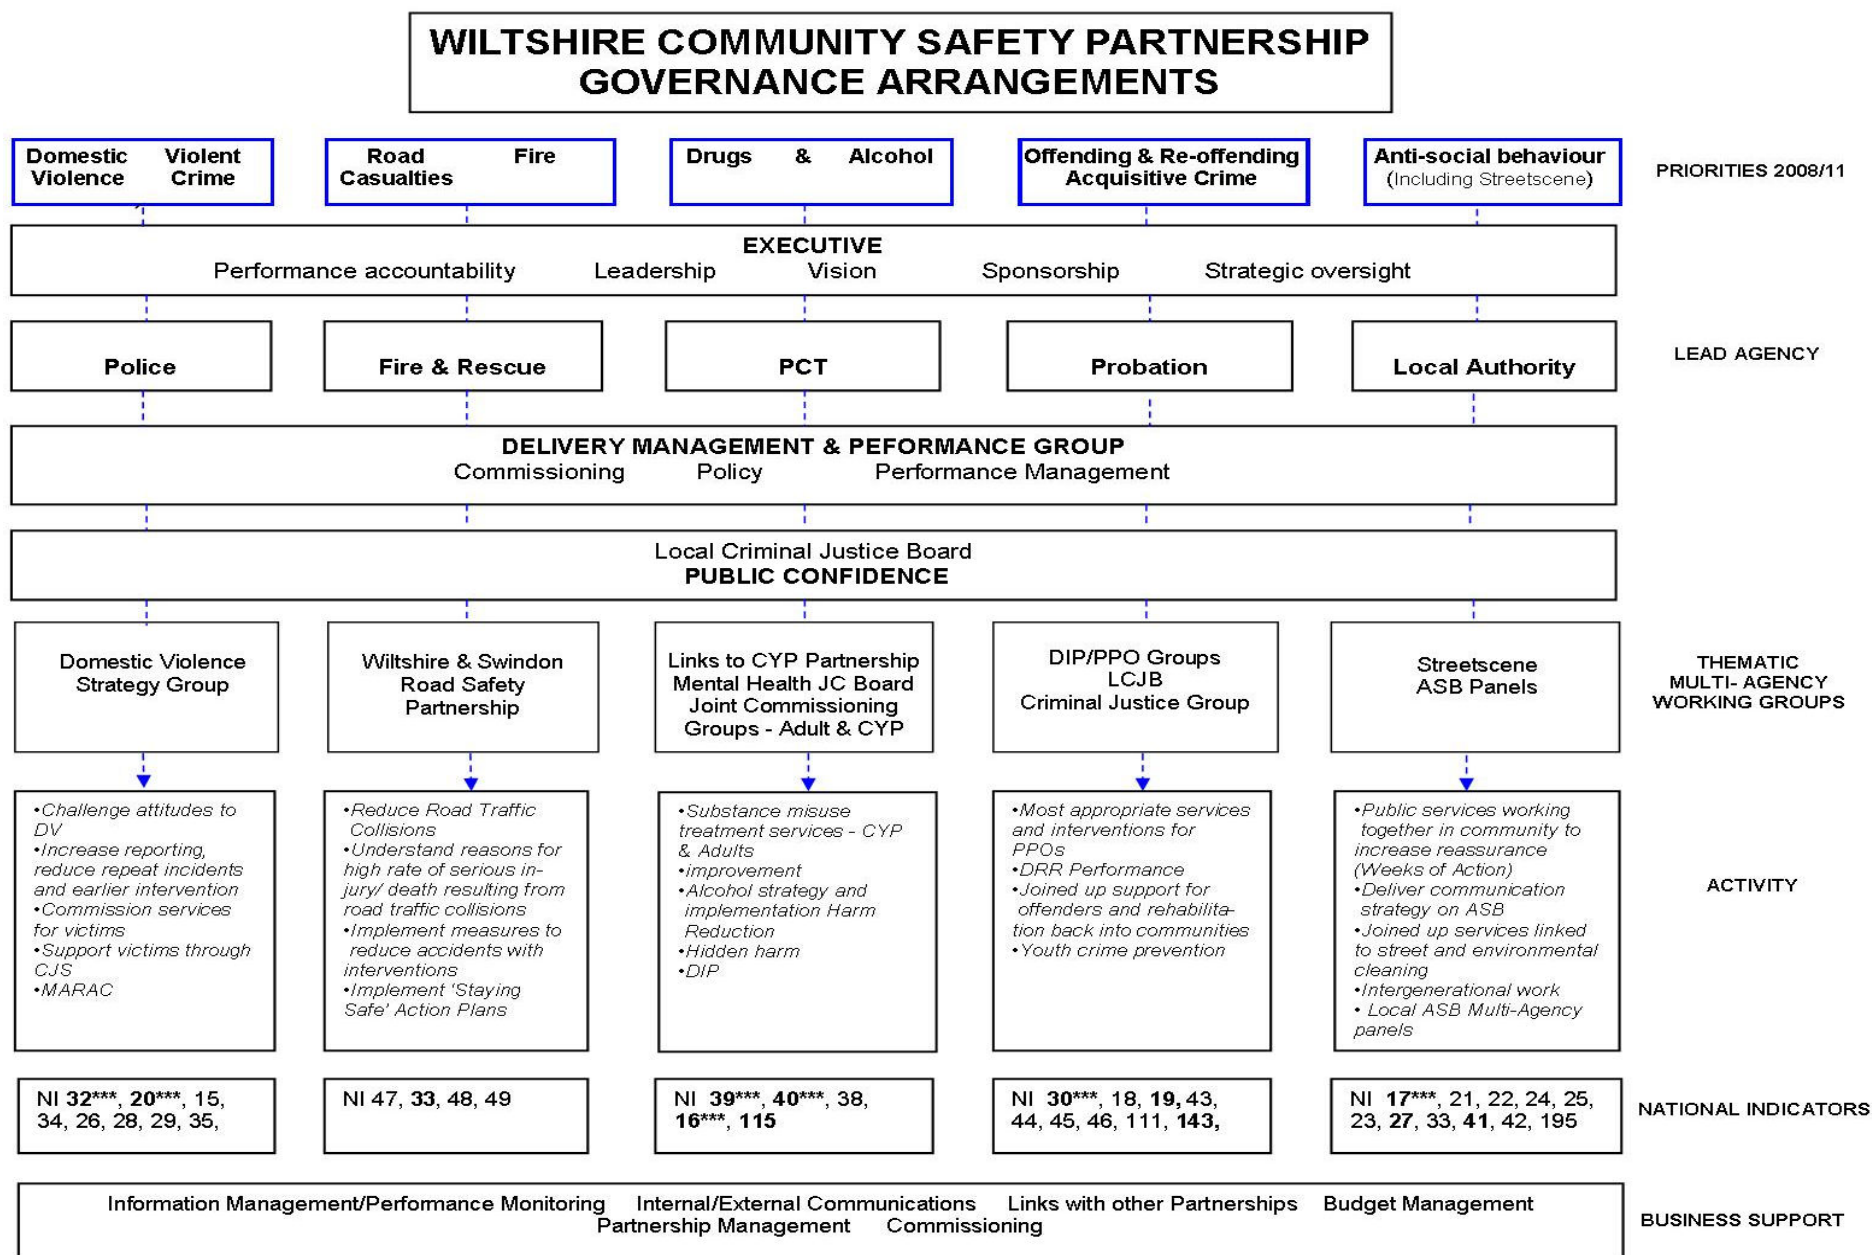 WILTSHIRE COMMUNITY SAFETY PARTNERSHIP
GOVERNANCE ARRANGEMENTS
Domestic Violent
Violence Crime
Road Fire
Casualties
Drugs & Alcohol
Offending & Re-offending
Acquisitive Crime
Anti-social behaviour
(Including Streetscene)
PRIORITIES 2008/11
EXECUTIVE
Performance accountability Leadership Vision Sponsorship Strategic oversight
Police
Fire & Rescue
PCT
Probation
Local Authority
LEAD AGENCY
DELIVERY MANAGEMENT & PEFORMANCE GROUP
Commissioning Policy Performance Management
Local Criminal Justice Board
PUBLIC CONFIDENCE
Domestic Violence
Strategy Group
Wiltshire & Swindon
Road Safety
Partnership
Links to CYP Partnership
Mental Health JC Board
Joint Commissioning
Groups - Adult & CYP
DIP/PPO Groups
LCJB
Criminal Justice Group
Streetscene
ASB Panels
THEMATIC
MULTI- AGENCY
WORKING GROUPS
•Challenge attitudes to
DV
•Increase reporting,
reduce repeat incidents
and earlier intervention
•Commission services
for victims
•Support victims through
CJS
•MARAC
•Reduce Road Traffic
Collisions
•Understand reasons for
high rate of serious in-
jury/ death resulting from
road traffic collisions
•Implement measures to
reduce accidents with
interventions
•Implement 'Staying
Safe' Action Plans
•Substance misuse
treatment services - CYP
& Adults
•improvement
•Alcohol strategy and
implementation Harm
Reduction
•Hidden harm
•DIP
•Most appropriate services
and interventions for
PPOs
•DRR Performance
•Joined up support for
offenders and rehabilita-
tion back into communities
•Youth crime prevention
•Public services working
together in community to
increase reassurance
(Weeks of Action)
•Deliver communication
strategy on ASB
•Joined up services linked
to street and environmental
cleaning
•Intergenerational work
• Local ASB Multi-Agency
panels
ACTIVITY
NI 32***, 20***, 15,
34, 26, 28, 29, 35,
NI 47, 33, 48, 49
NI 39***, 40***, 38,
16***, 115
NI 30***, 18, 19, 43,
44, 45, 46, 111, 143,
NI 17***, 21, 22, 24, 25,
23, 27, 33, 41, 42, 195
NATIONAL INDICATORS
Information Management/Performance Monitoring Internal/External Communications Links with other Partnerships Budget Management
Partnership Management Commissioning
BUSINESS SUPPORT